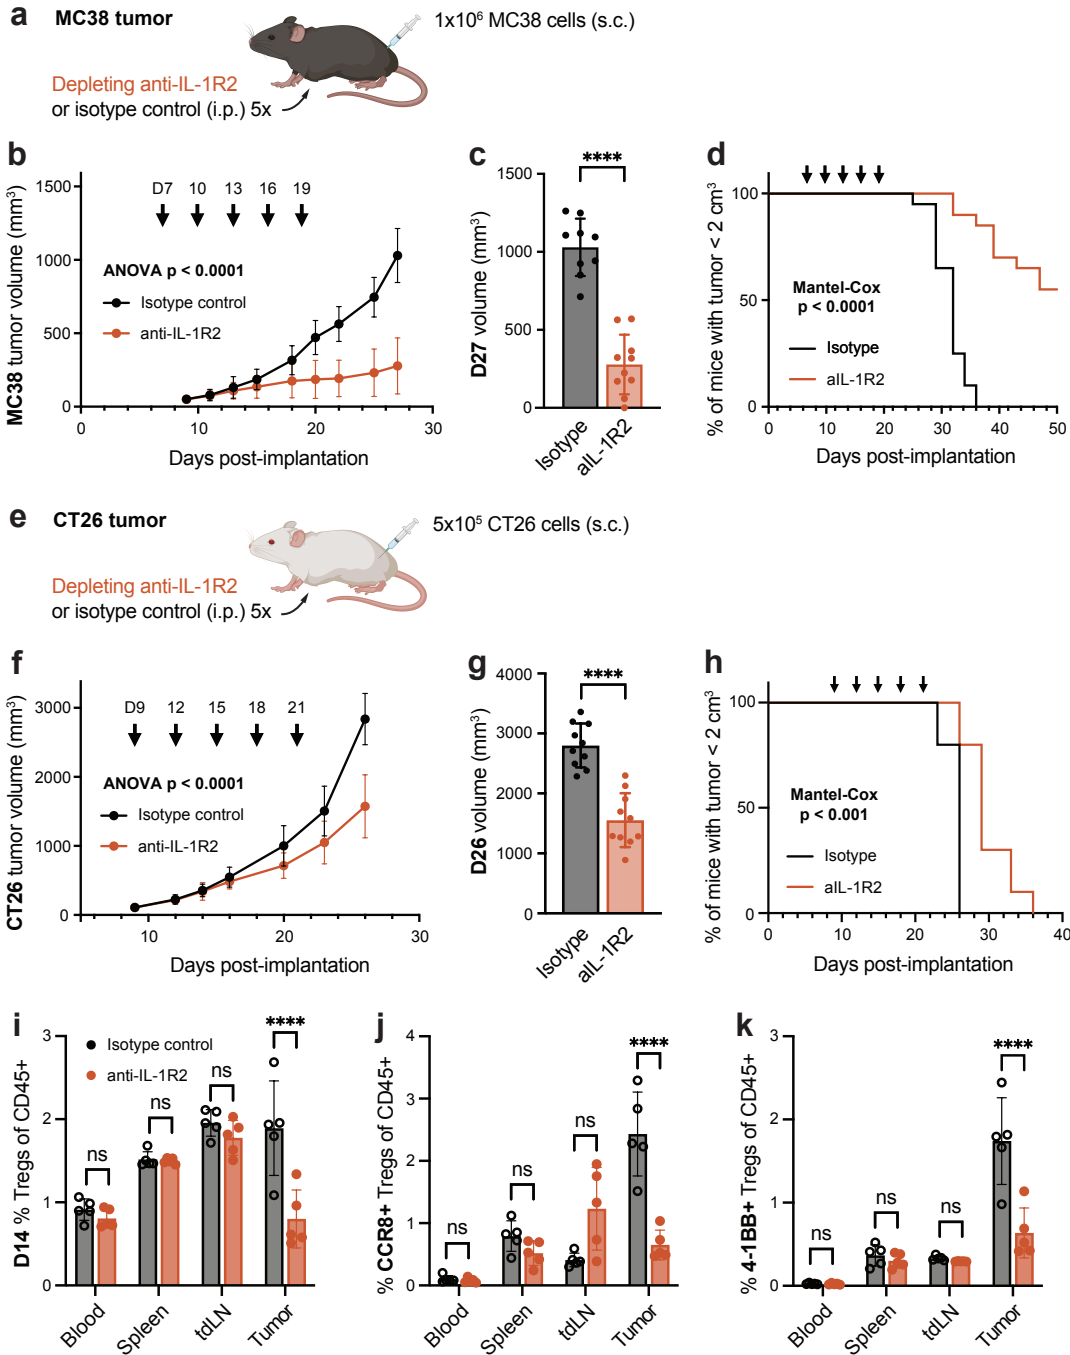 a MC38 tumor
1x10⁶ MC38 cells (s.c.)
Depleting anti-IL-1R2
or isotype control (i.p.) 5x
b
MC38 tumor volume (mm³)
1500
1000
500
0
D7 10 13 16 19
ANOVA p < 0.0001
Isotype control
anti-IL-1R2
0 10 20 30
Days post-implantation
c
D27 volume (mm³)
1500
1000
500
0
****
Isotype
aIL-1R2
d
% of mice with tumor < 2 cm³
100
50
0
Mantel-Cox
p < 0.0001
Isotype
aIL-1R2
0 10 20 30 40 50
Days post-implantation
e CT26 tumor
5x10⁵ CT26 cells (s.c.)
Depleting anti-IL-1R2
or isotype control (i.p.) 5x
f
CT26 tumor volume (mm³)
3000
2000
1000
0
D9 12 15 18 21
ANOVA p < 0.0001
Isotype control
anti-IL-1R2
10 20 30
Days post-implantation
g
D26 volume (mm³)
4000
3000
2000
1000
0
****
Isotype
aIL-1R2
h
% of mice with tumor < 2 cm³
100
50
0
Mantel-Cox
p < 0.001
Isotype
aIL-1R2
0 10 20 30 40
Days post-implantation
i
D14 % Tregs of CD45+
3
2
1
0
Isotype control
anti-IL-1R2
ns
ns
ns
****
Blood
Spleen
tdLN
Tumor
j
% CCR8+ Tregs of CD45+
4
3
2
1
0
ns
ns
ns
****
Blood
Spleen
tdLN
Tumor
k
% 4-1BB+ Tregs of CD45+
3
2
1
0
ns
ns
ns
****
Blood
Spleen
tdLN
Tumor